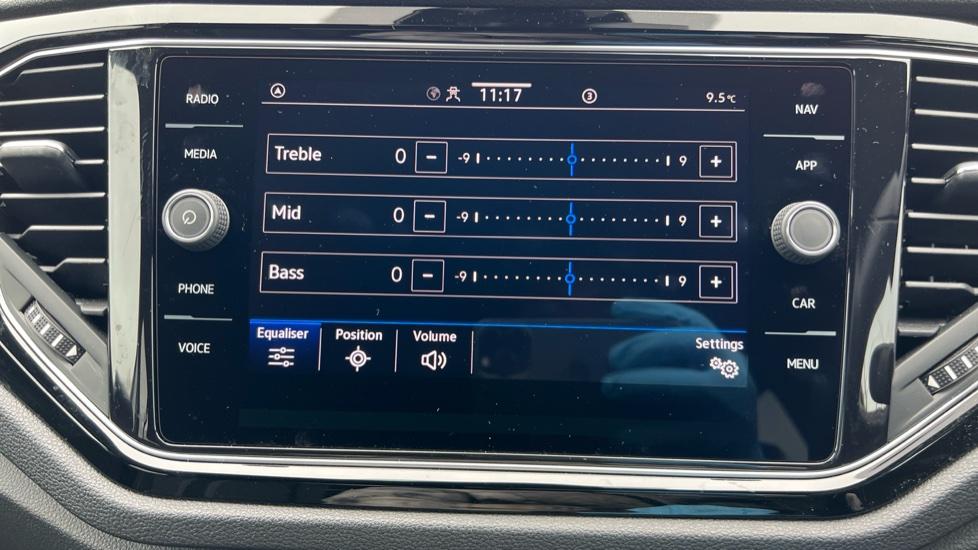 RADIO
MEDIA
PHONE
VOICE
11:17
3
9.5°C
Treble 0 - -9 9 +
Mid 0 - -9 9 +
Bass 0 - -9 9 +
Equaliser Position Volume Settings
NAV
APP
CAR
MENU